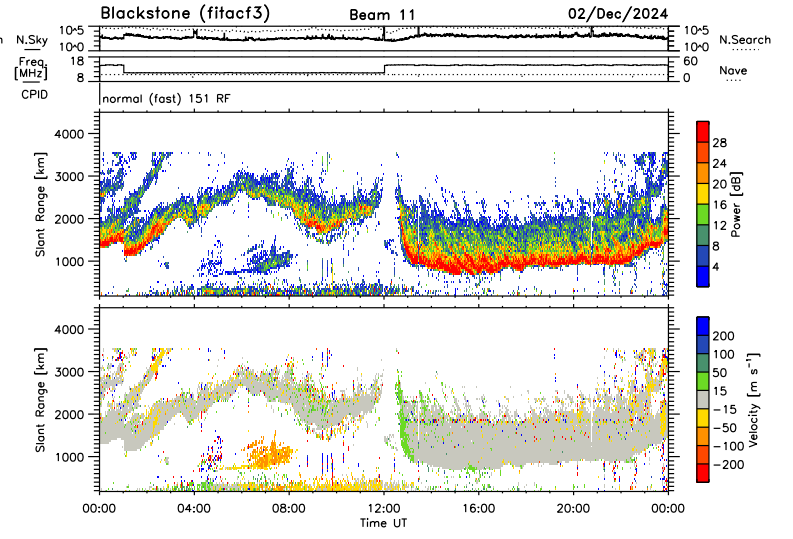 Blackstone (fitacf3) Beam 11 02/Dec/2024
n N.Sky 10^5 10^5 N.Search
10^0 10^0
Freq. 18 60 Nave
[MHz] 8 0
CPID normal (fast) 151 RF
Slant Range [km]
4000
3000
2000
1000
Power [dB]
28
24
20
16
12
8
4
Slant Range [km]
4000
3000
2000
1000
Velocity [m s⁻¹]
200
100
50
15
−15
−50
−100
−200
00:00 04:00 08:00 12:00 16:00 20:00 00:00
Time UT